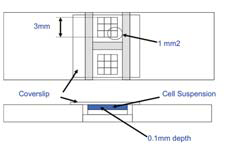 3mm
1 mm2
Coverslip
Cell Suspension
0.1mm depth